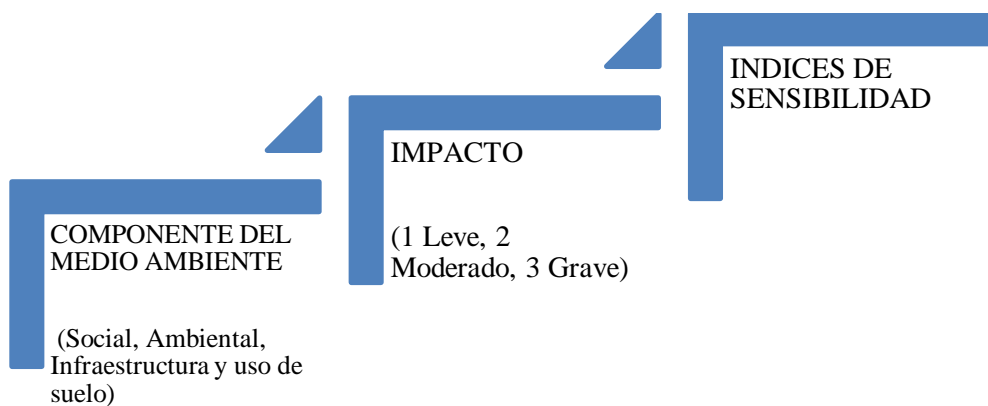 COMPONENTE DEL
MEDIO AMBIENTE
(Social, Ambiental,
Infraestructura y uso de
suelo)
IMPACTO
(1 Leve, 2
Moderado, 3 Grave)
INDICES DE
SENSIBILIDAD